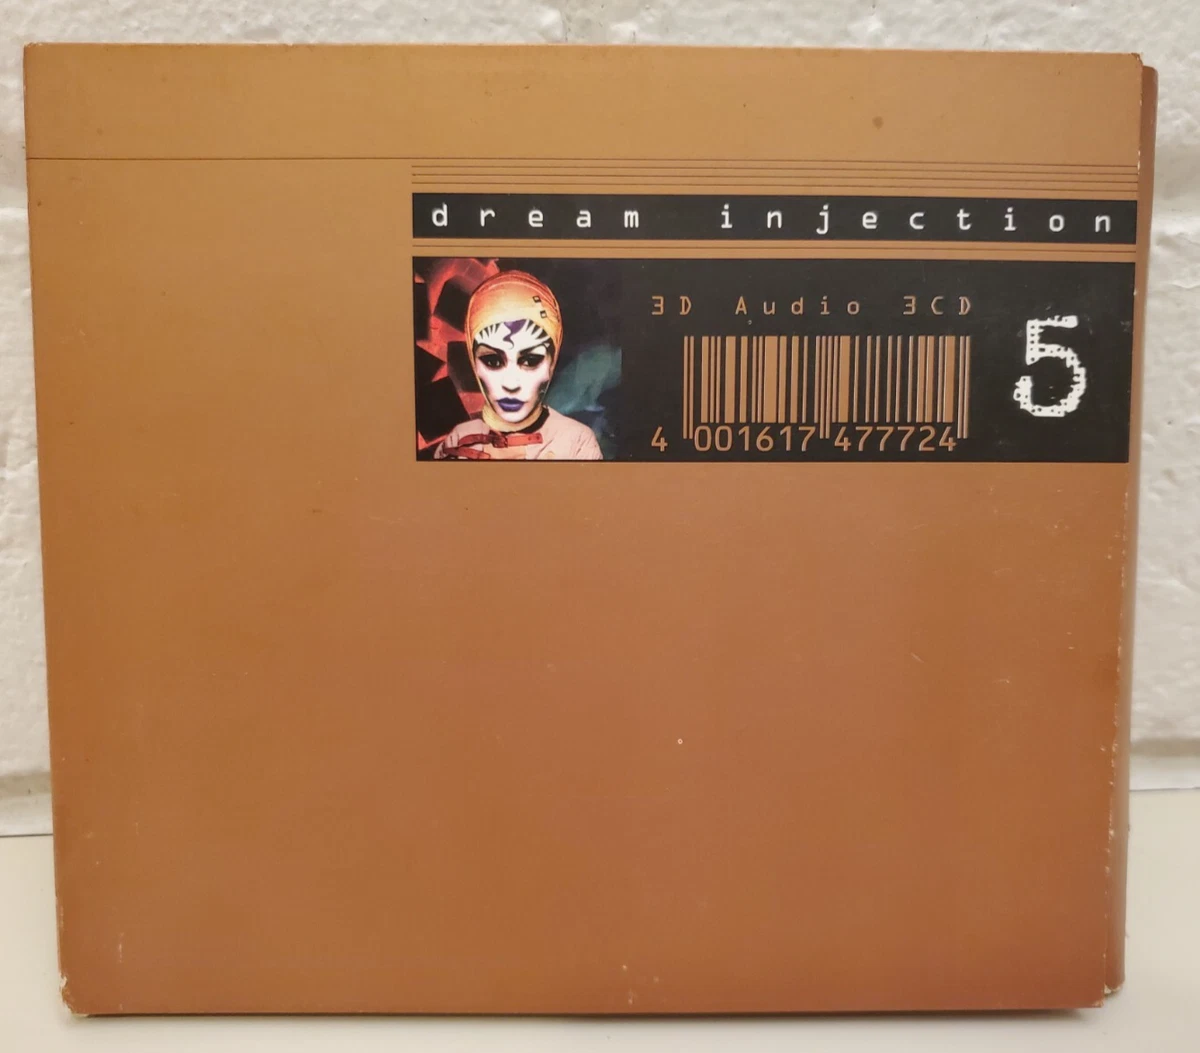 dream injection
3D Audio 3CD
5
4 001617 477724